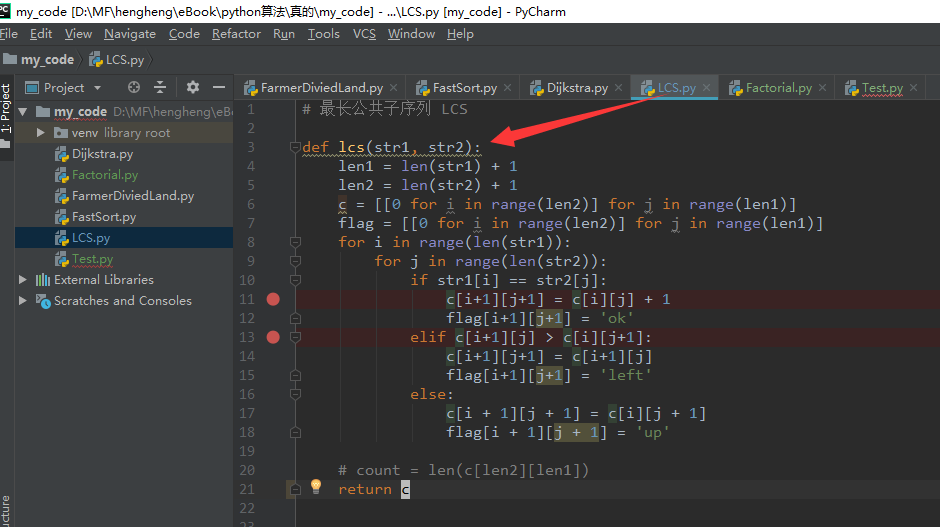 my_code [D:\MF\hengheng\eBook\python算法\真的\my_code] - ...\LCS.py [my_code] - PyCharm
File Edit View Navigate Code Refactor Run Tools VCS Window Help
my_code LCS.py
1: Project
Project
FarmerDiviedLand.py FastSort.py Dijkstra.py LCS.py Factorial.py Test.py
my_code D:\MF\hengheng\eBo
venv library root
Dijkstra.py
Factorial.py
FarmerDiviedLand.py
FastSort.py
LCS.py
Test.py
External Libraries
Scratches and Consoles
1 # 最长公共子序列 LCS
2
3 def lcs(str1, str2):
4 len1 = len(str1) + 1
5 len2 = len(str2) + 1
6 c = [[0 for i in range(len2)] for j in range(len1)]
7 flag = [[0 for i in range(len2)] for j in range(len1)]
8 for i in range(len(str1)):
9 for j in range(len(str2)):
10 if str1[i] == str2[j]:
11 c[i+1][j+1] = c[i][j] + 1
12 flag[i+1][j+1] = 'ok'
13 elif c[i+1][j] > c[i][j+1]:
14 c[i+1][j+1] = c[i+1][j]
15 flag[i+1][j+1] = 'left'
16 else:
17 c[i + 1][j + 1] = c[i][j + 1]
18 flag[i + 1][j + 1] = 'up'
19
20 # count = len(c[len2][len1])
21 return c
22